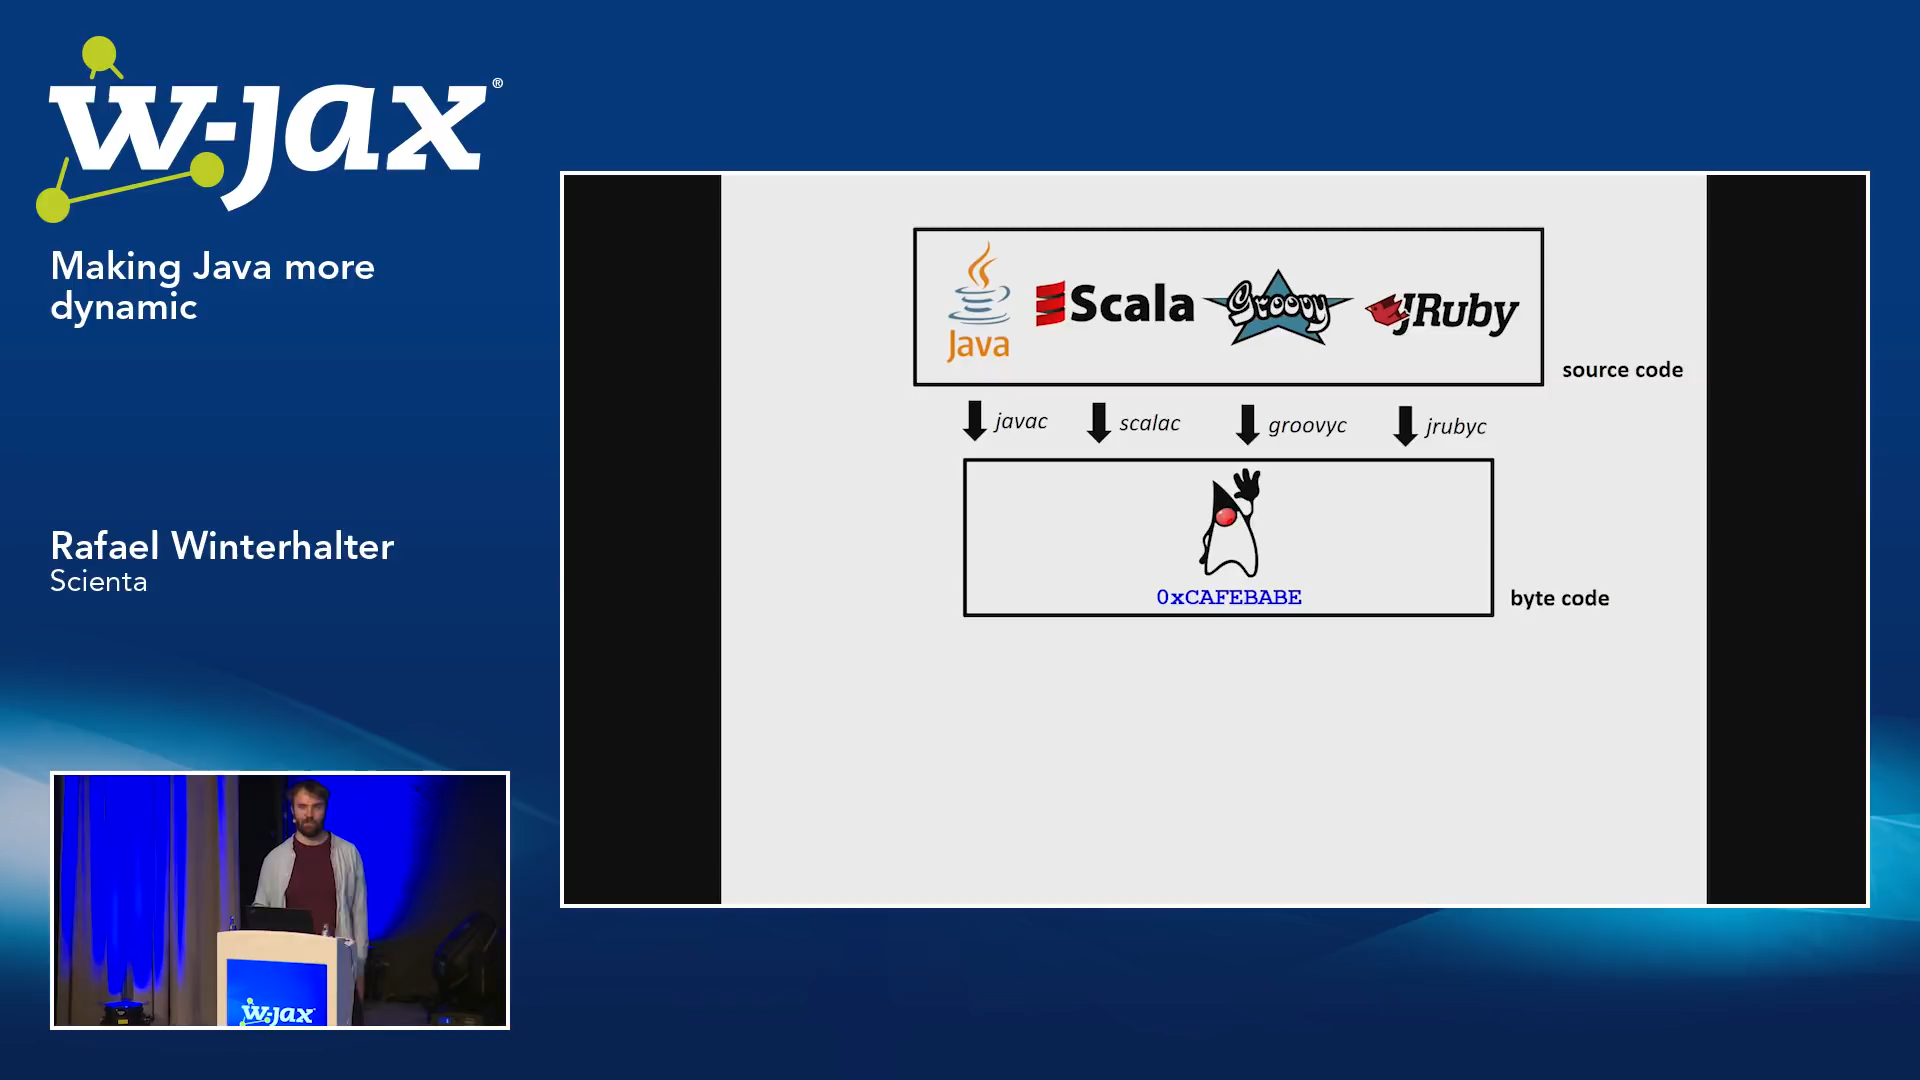 w-jax®
Making Java more
dynamic
Rafael Winterhalter
Scienta
w-jax
Java
Scala
Groovy
JRuby
source code
javac
scalac
groovyc
jrubyc
0xCAFEBABE
byte code